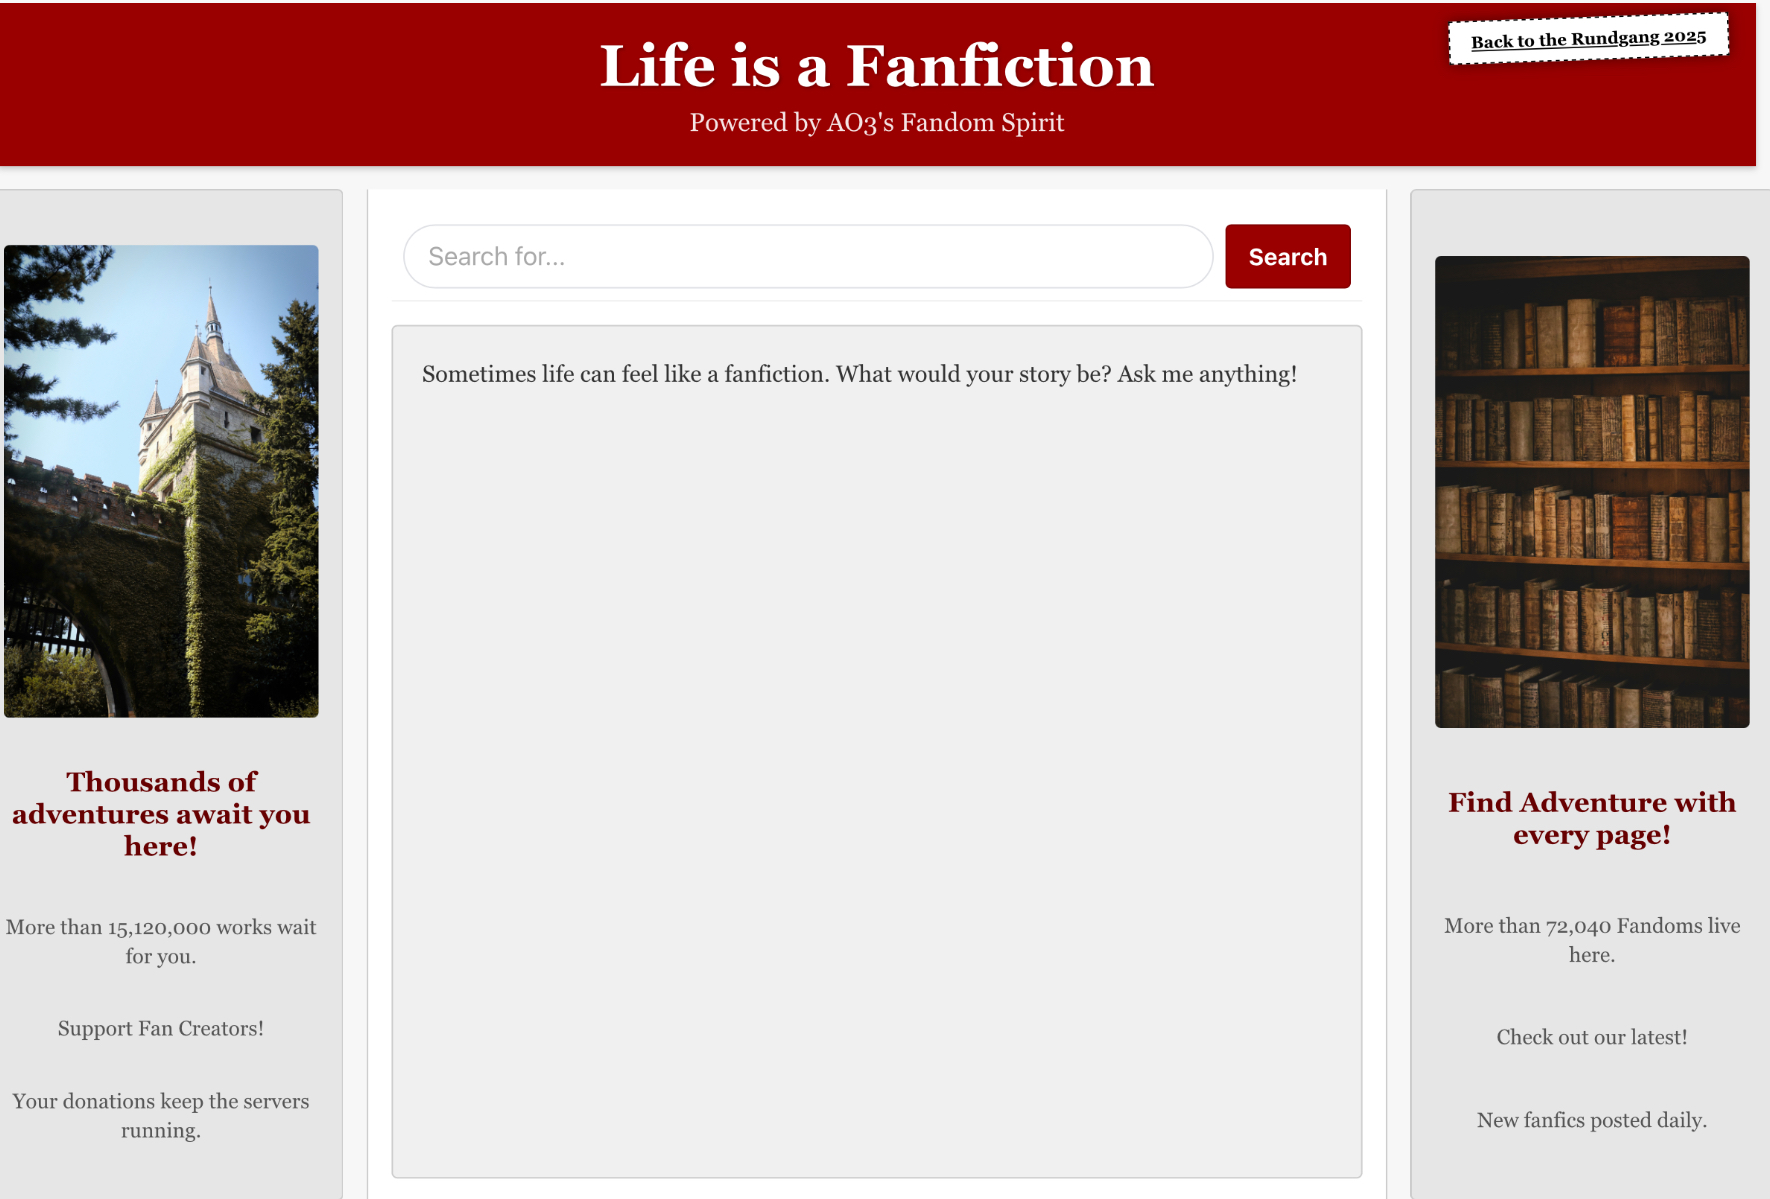 Life is a Fanfiction
Powered by AO3's Fandom Spirit
Back to the Rundgang 2025
Thousands of
adventures await you
here!
More than 15,120,000 works wait
for you.
Support Fan Creators!
Your donations keep the servers
running.
Search for...
Search
Sometimes life can feel like a fanfiction. What would your story be? Ask me anything!
Find Adventure with
every page!
More than 72,040 Fandoms live
here.
Check out our latest!
New fanfics posted daily.